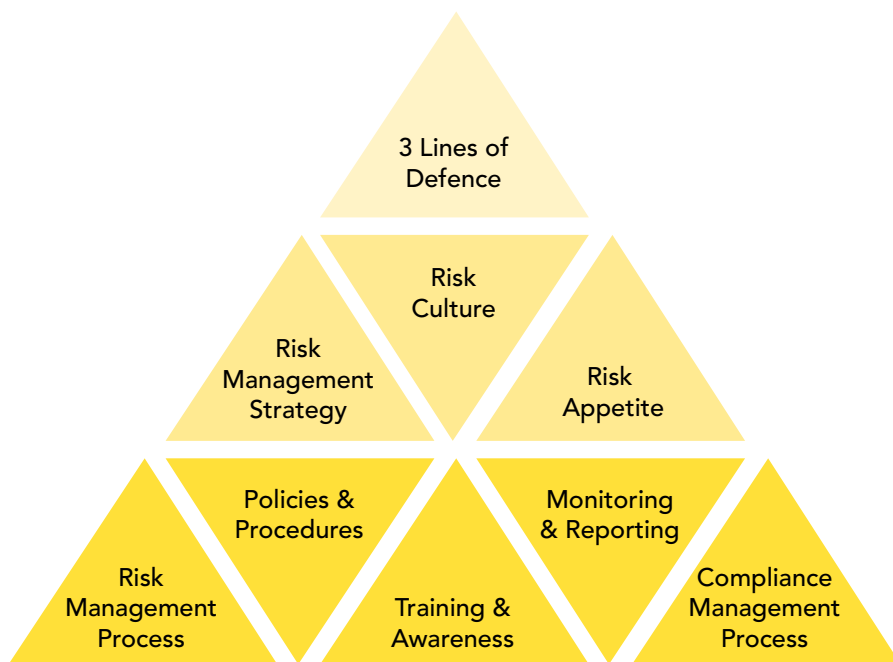 3 Lines of
Defence
Risk
Culture
Risk
Management
Strategy
Risk
Appetite
Policies &
Procedures
Monitoring
& Reporting
Risk
Management
Process
Training &
Awareness
Compliance
Management
Process